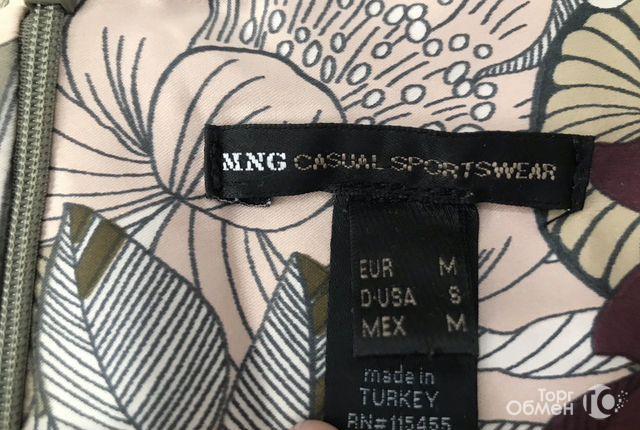 MNG CASUAL SPORTSWEAR
EUR M
D·USA S
MEX M
made in
TURKEY
RN=115455
Торг
Обмен